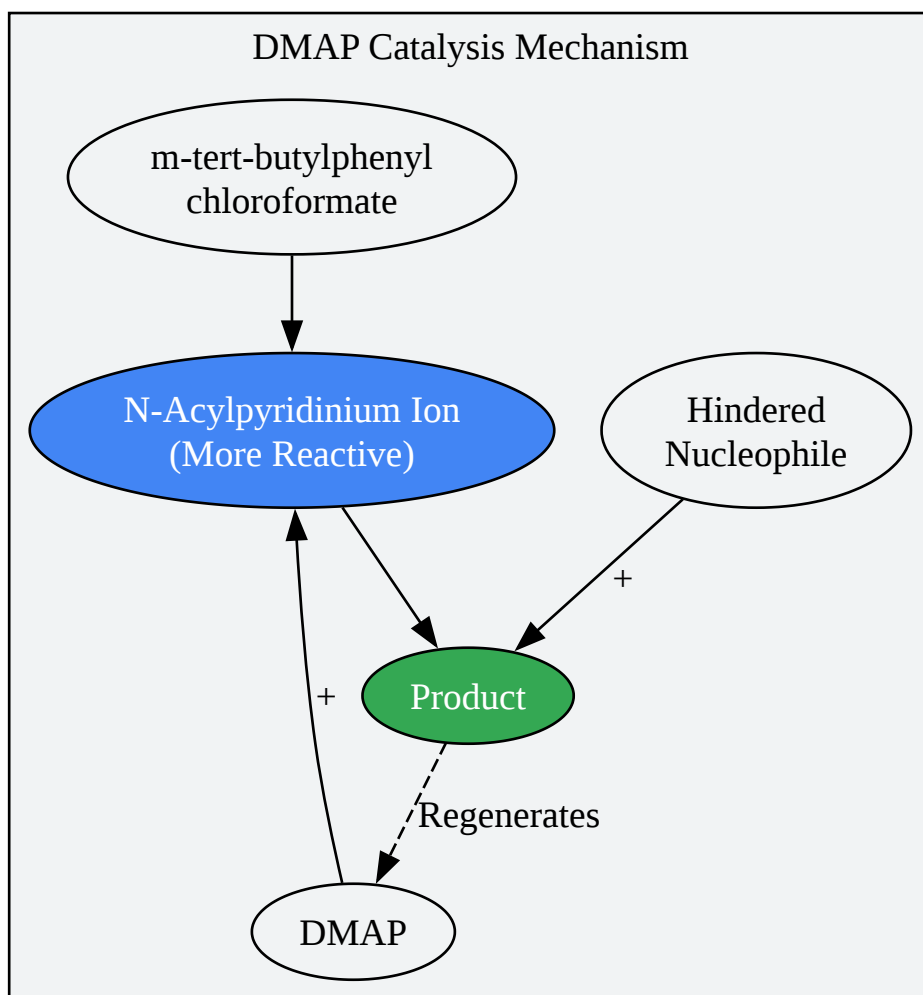 DMAP Catalysis Mechanism
m-tert-butylphenyl
chloroformate
N-Acylpyridinium Ion
(More Reactive)
Hindered
Nucleophile
+
+
Product
Regenerates
DMAP